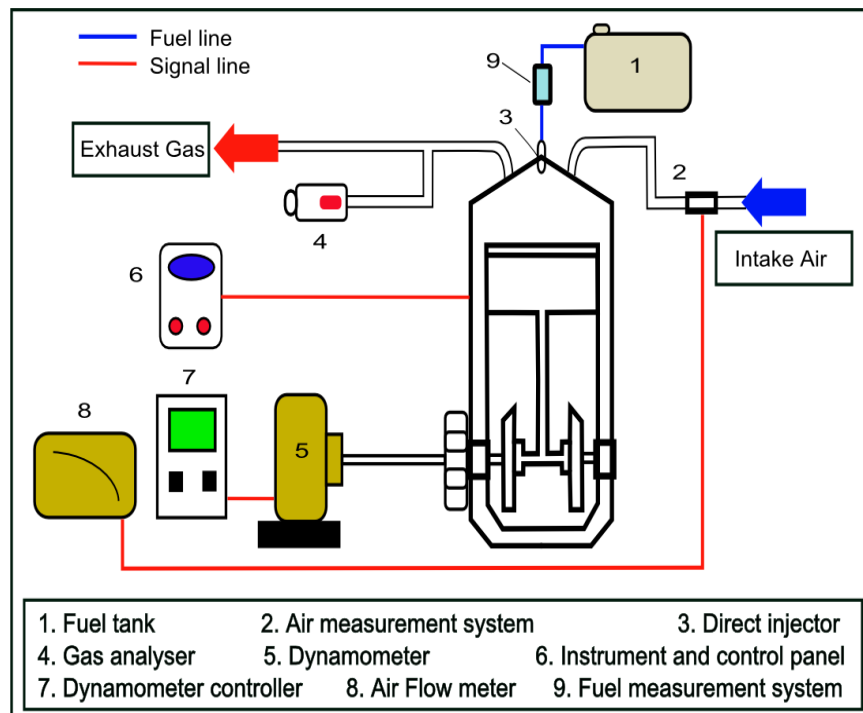 Fuel line
Signal line
9
1
3
Exhaust Gas
2
4
Intake Air
6
7
8
5
1. Fuel tank 2. Air measurement system 3. Direct injector
4. Gas analyser 5. Dynamometer 6. Instrument and control panel
7. Dynamometer controller 8. Air Flow meter 9. Fuel measurement system